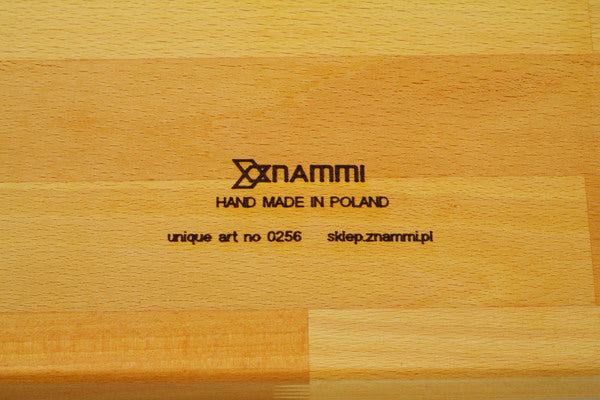 ZNAMMI
HAND MADE IN POLAND
unique art no 0256 sklep.znammi.pl